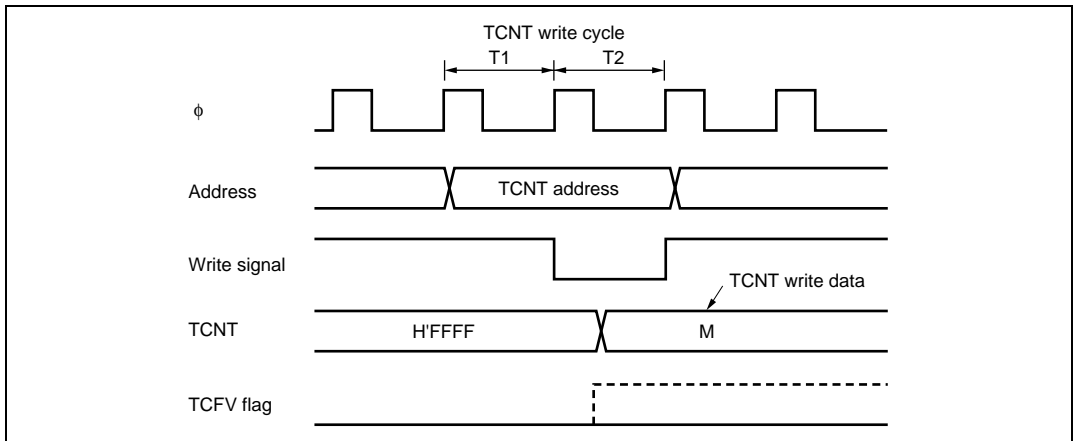 TCNT write cycle
T1 T2
ϕ
Address
TCNT address
Write signal
TCNT write data
TCNT
H'FFFF
M
TCFV flag